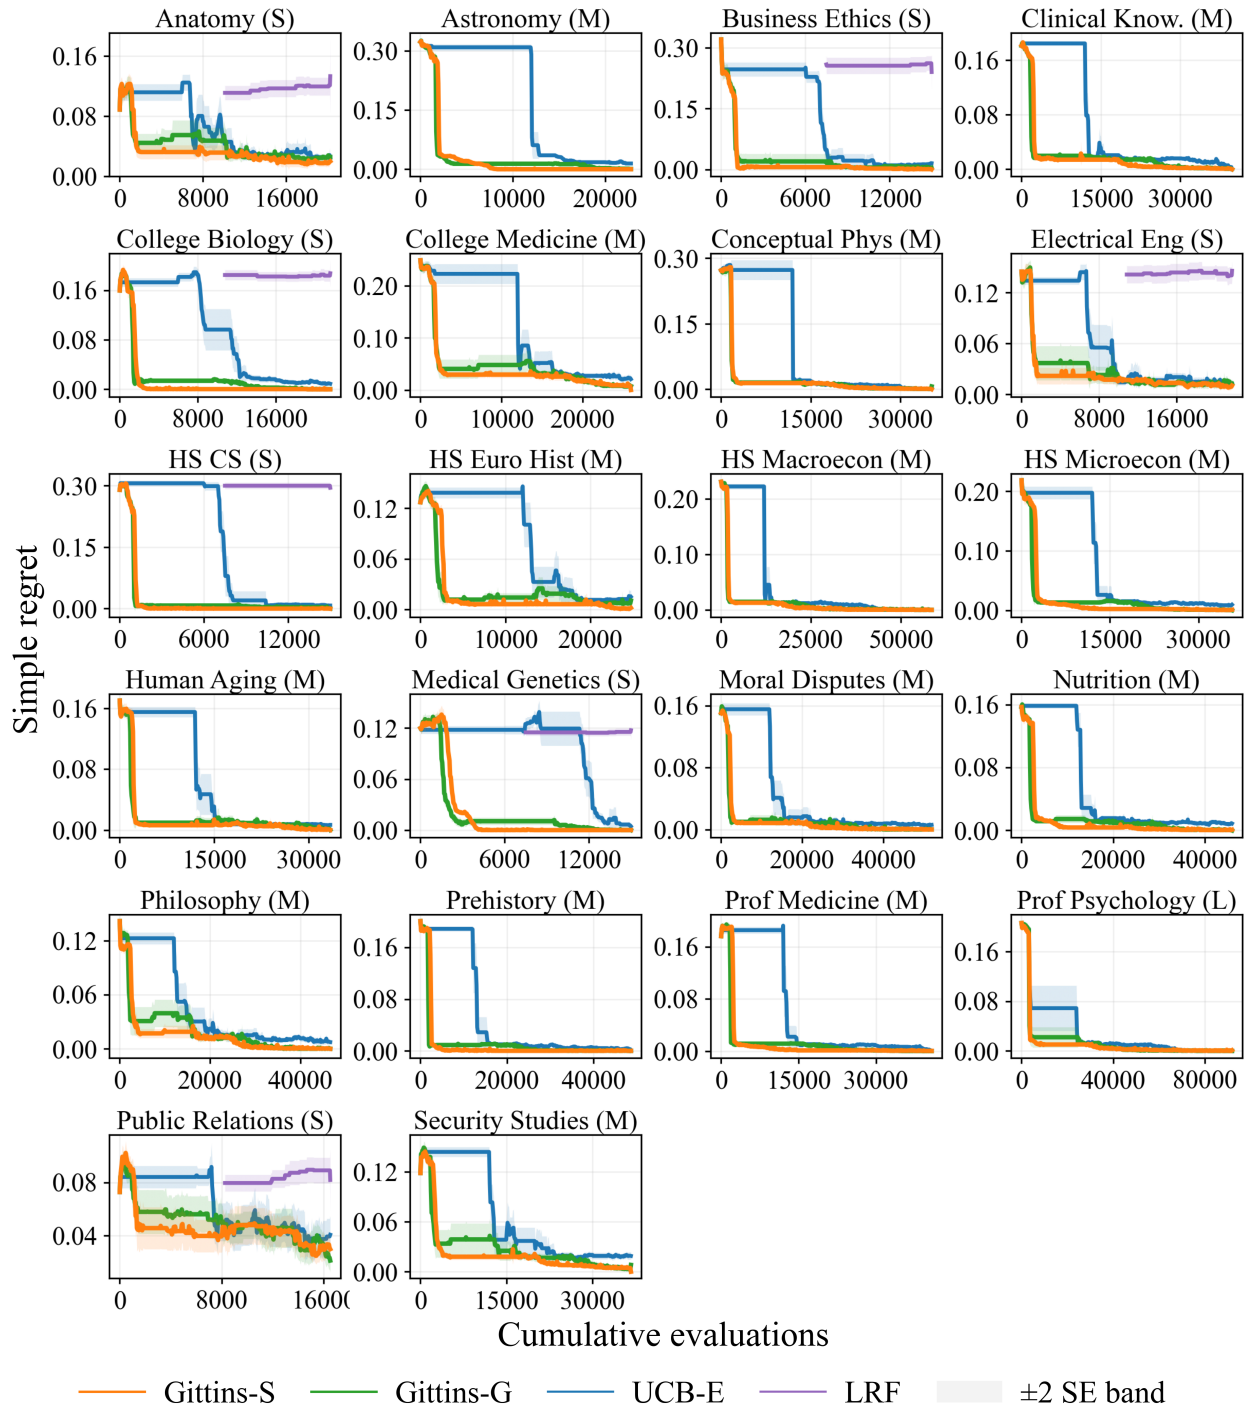 Anatomy (S)
0.16
0.08
0.00
0 8000 16000
Astronomy (M)
0.30
0.15
0.00
0 10000 20000
Business Ethics (S)
0.30
0.15
0.00
0 6000 12000
Clinical Know. (M)
0.16
0.08
0.00
0 15000 30000
College Biology (S)
0.16
0.08
0.00
0 8000 16000
College Medicine (M)
0.20
0.10
0.00
0 10000 20000
Conceptual Phys (M)
0.30
0.15
0.00
0 15000 30000
Electrical Eng (S)
0.12
0.06
0.00
0 8000 16000
HS CS (S)
0.30
0.15
0.00
0 6000 12000
HS Euro Hist (M)
0.12
0.06
0.00
0 10000 20000
HS Macroecon (M)
0.20
0.10
0.00
0 25000 50000
HS Microecon (M)
0.20
0.10
0.00
0 15000 30000
Simple regret
Human Aging (M)
0.16
0.08
0.00
0 15000 30000
Medical Genetics (S)
0.12
0.06
0.00
0 6000 12000
Moral Disputes (M)
0.16
0.08
0.00
0 20000 40000
Nutrition (M)
0.16
0.08
0.00
0 20000 40000
Philosophy (M)
0.12
0.06
0.00
0 20000 40000
Prehistory (M)
0.16
0.08
0.00
0 20000 40000
Prof Medicine (M)
0.16
0.08
0.00
0 15000 30000
Prof Psychology (L)
0.16
0.08
0.00
0 40000 80000
Public Relations (S)
0.08
0.04
0 8000 16000
Security Studies (M)
0.12
0.06
0.00
0 15000 30000
Cumulative evaluations
Gittins-S Gittins-G UCB-E LRF ±2 SE band